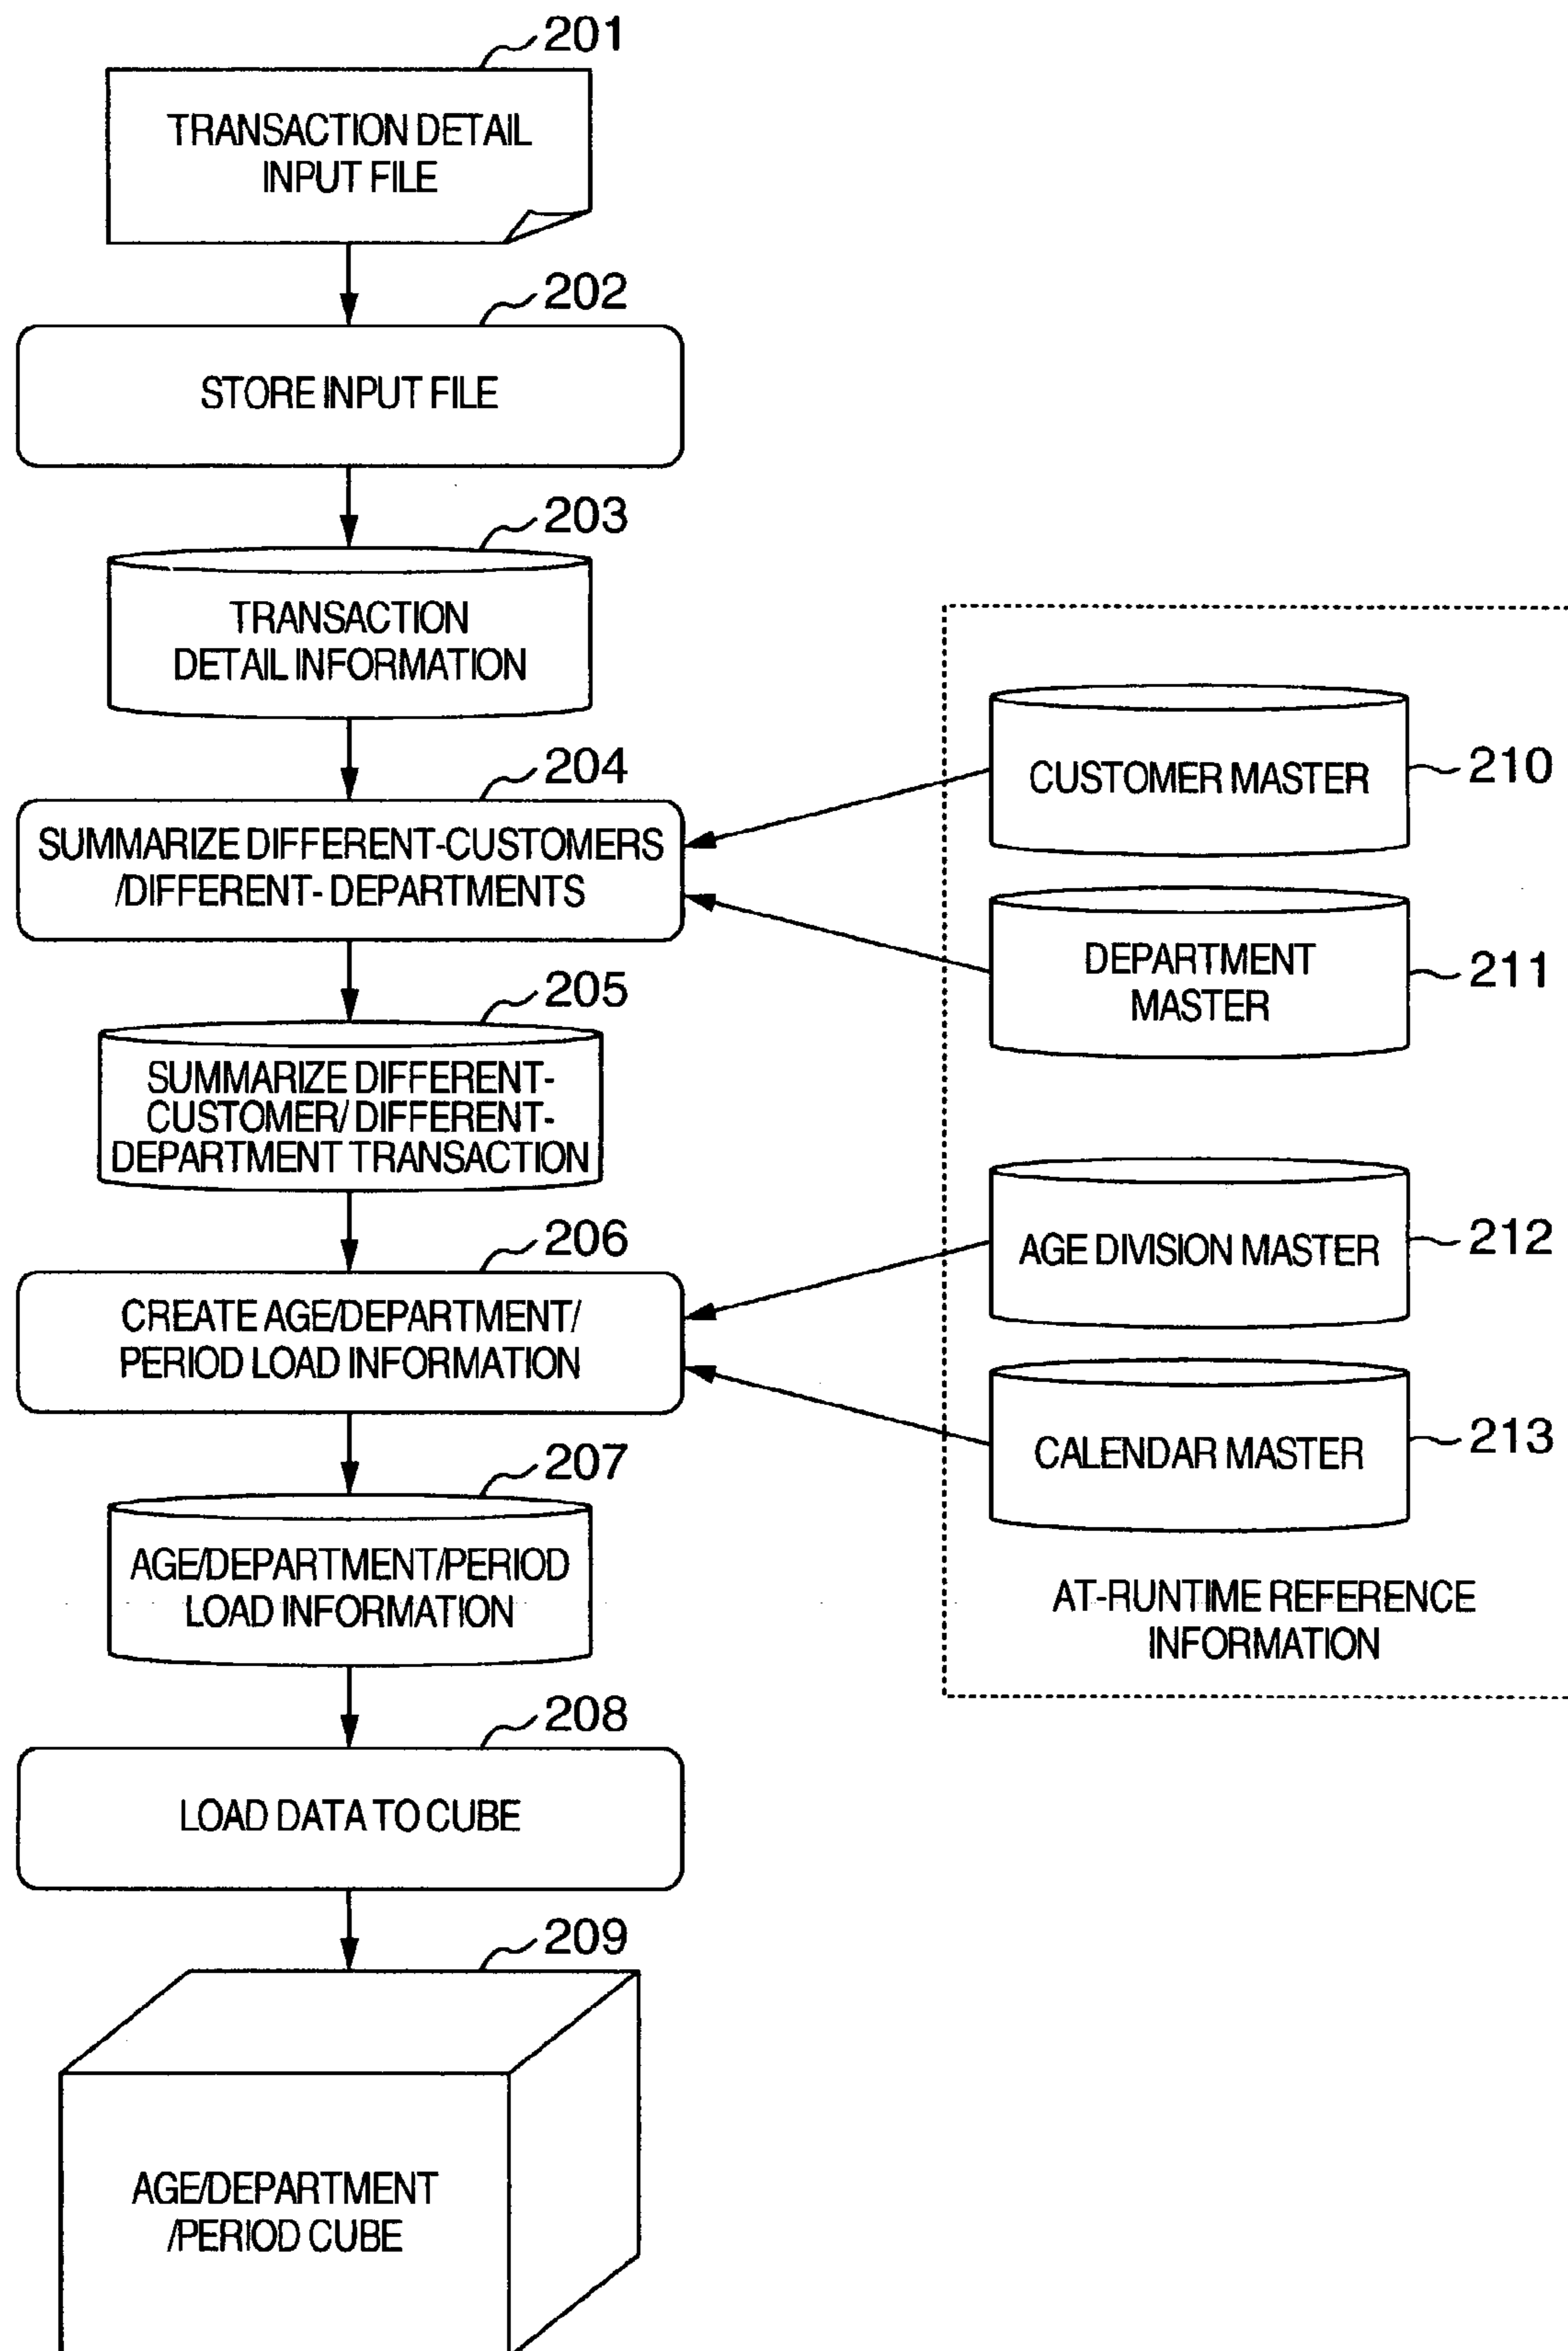 201
TRANSACTION DETAIL
INPUT FILE
202
STORE INPUT FILE
203
TRANSACTION
DETAIL INFORMATION
204
SUMMARIZE DIFFERENT-CUSTOMERS
/DIFFERENT- DEPARTMENTS
205
SUMMARIZE DIFFERENT-
CUSTOMER/ DIFFERENT-
DEPARTMENT TRANSACTION
206
CREATE AGE/DEPARTMENT/
PERIOD LOAD INFORMATION
207
AGE/DEPARTMENT/PERIOD
LOAD INFORMATION
208
LOAD DATA TO CUBE
209
AGE/DEPARTMENT
/PERIOD CUBE
CUSTOMER MASTER
210
DEPARTMENT
MASTER
211
AGE DIVISION MASTER
212
CALENDAR MASTER
213
AT-RUNTIME REFERENCE
INFORMATION